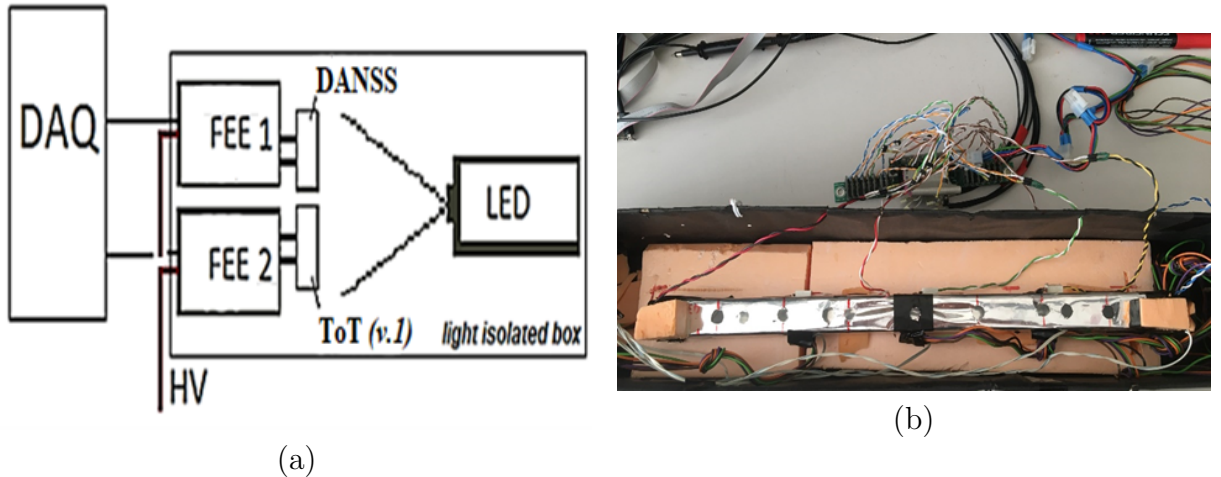 DAQ
FEE 1
DANSS
LED
FEE 2
ToT (v.1)
light isolated box
HV
(a)
(b)